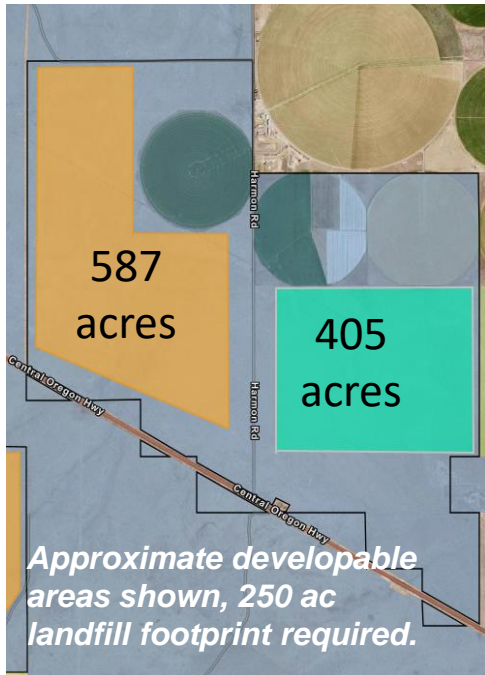 Harmon Rd
587
acres
405
acres
Central Oregon Hwy
Harmon Rd
Central Oregon Hwy
Approximate developable
areas shown, 250 ac
landfill footprint required.